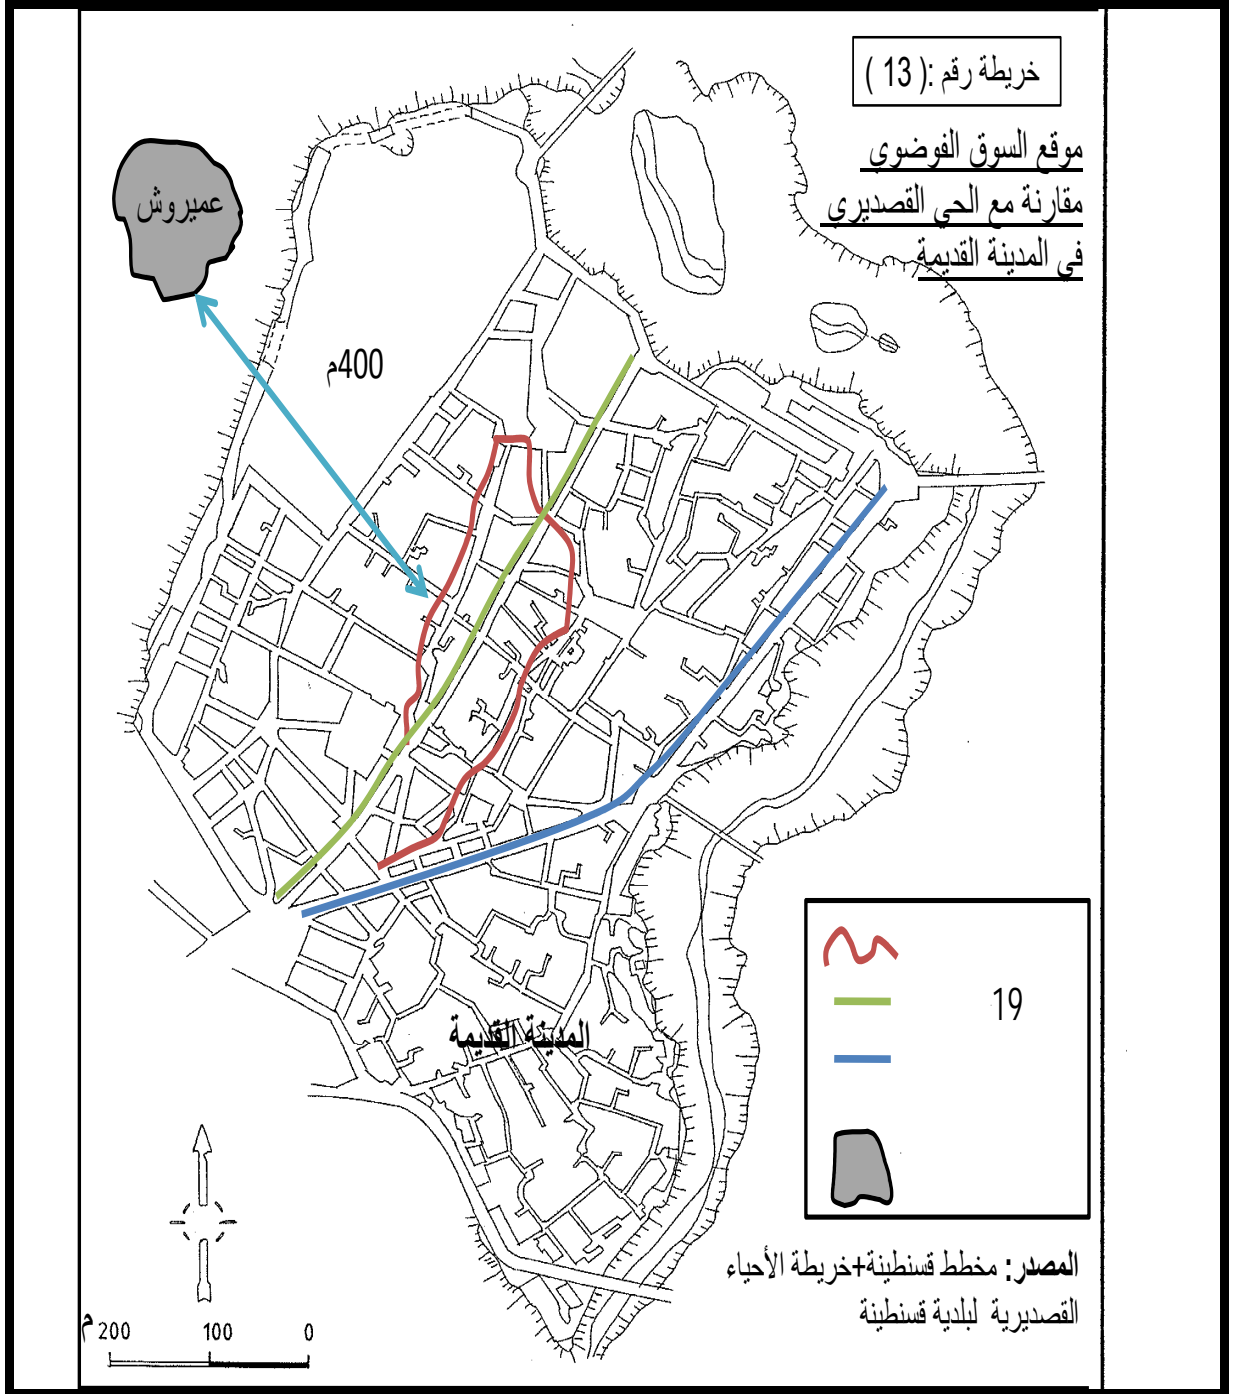 خريطة رقم :( 13 )
موقع السوق الفوضوي
مقارنة مع الحي القصديري
في المدينة القديمة
عميروش
400م
19
المدينة القديمة
المصدر: مخطط قسنطينة+خريطة الأحياء
القصديرية لبلدية قسنطينة
م 200 100 0